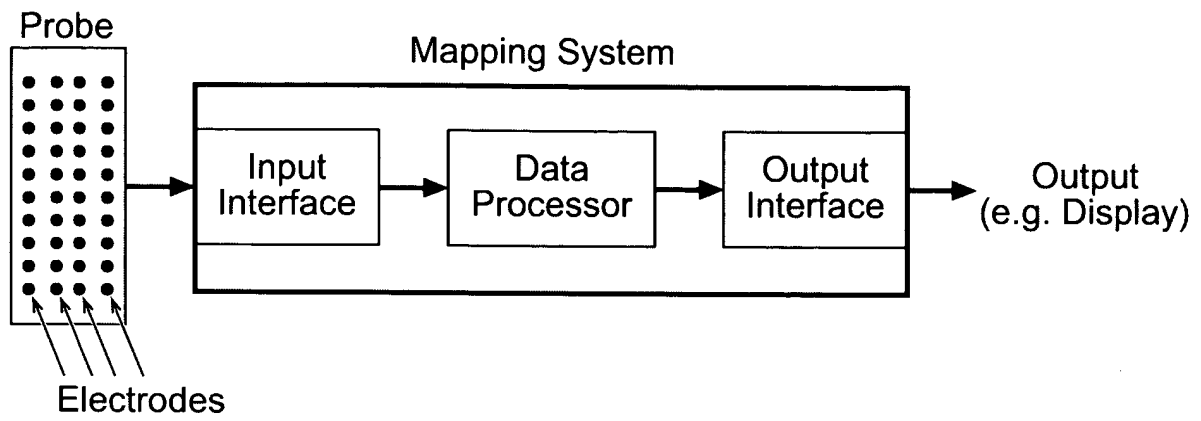 Probe
Mapping System
Input
Interface
Data
Processor
Output
Interface
Output
(e.g. Display)
Electrodes